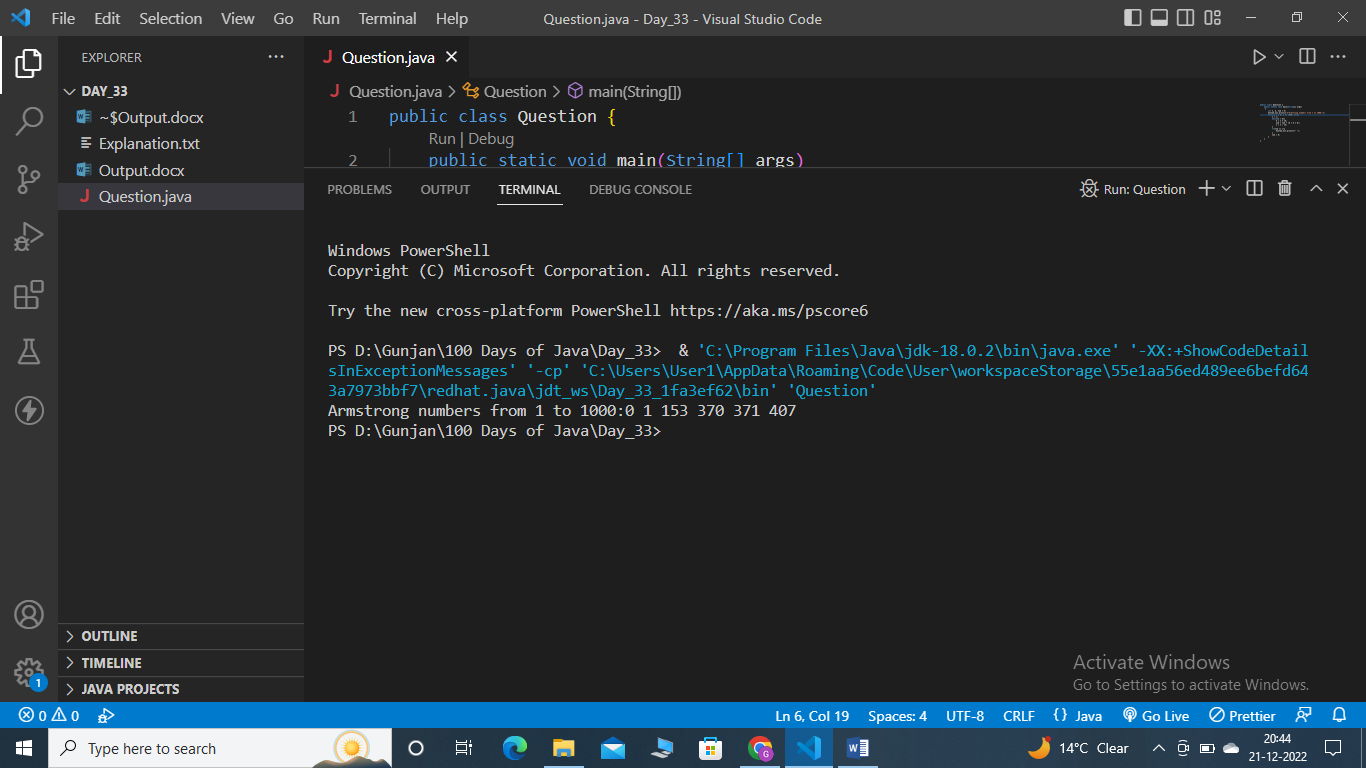 File Edit Selection View Go Run Terminal Help
Question.java - Day_33 - Visual Studio Code
EXPLORER
DAY_33
~$Output.docx
Explanation.txt
Output.docx
Question.java
OUTLINE
TIMELINE
JAVA PROJECTS
1
Question.java
Question.java > Question > main(String[])
1 public class Question {
Run | Debug
2 public static void main(String[] args)
PROBLEMS OUTPUT TERMINAL DEBUG CONSOLE
Run: Question
Windows PowerShell
Copyright (C) Microsoft Corporation. All rights reserved.
Try the new cross-platform PowerShell https://aka.ms/pscore6
PS D:\Gunjan\100 Days of Java\Day_33>  & 'C:\Program Files\Java\jdk-18.0.2\bin\java.exe' '-XX:+ShowCodeDetail
sInExceptionMessages' '-cp' 'C:\Users\User1\AppData\Roaming\Code\User\workspaceStorage\55e1aa56ed489ee6befd64
3a7973bbf7\redhat.java\jdt_ws\Day_33_1fa3ef62\bin' 'Question'
Armstrong numbers from 1 to 1000:0 1 153 370 371 407
PS D:\Gunjan\100 Days of Java\Day_33>
Activate Windows
Go to Settings to activate Windows.
0 0
Ln 6, Col 19 Spaces: 4 UTF-8 CRLF {} Java Go Live Prettier
Type here to search
G
14°C Clear
20:44
21-12-2022